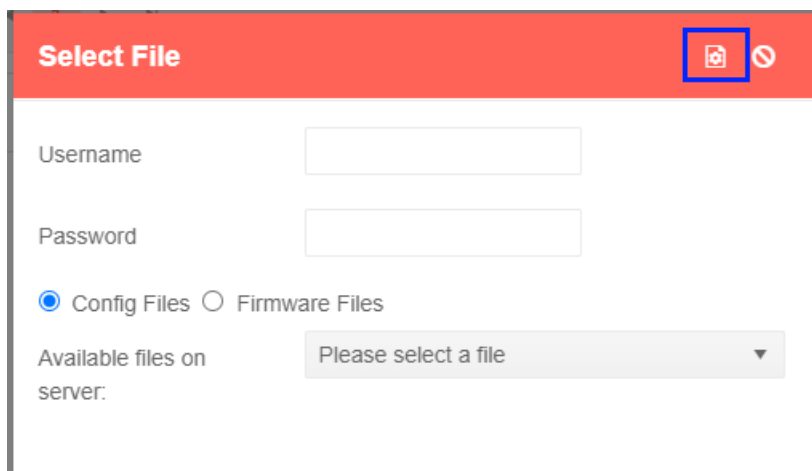 Select File
Username
Password
Config Files Firmware Files
Available files on Please select a file
server: